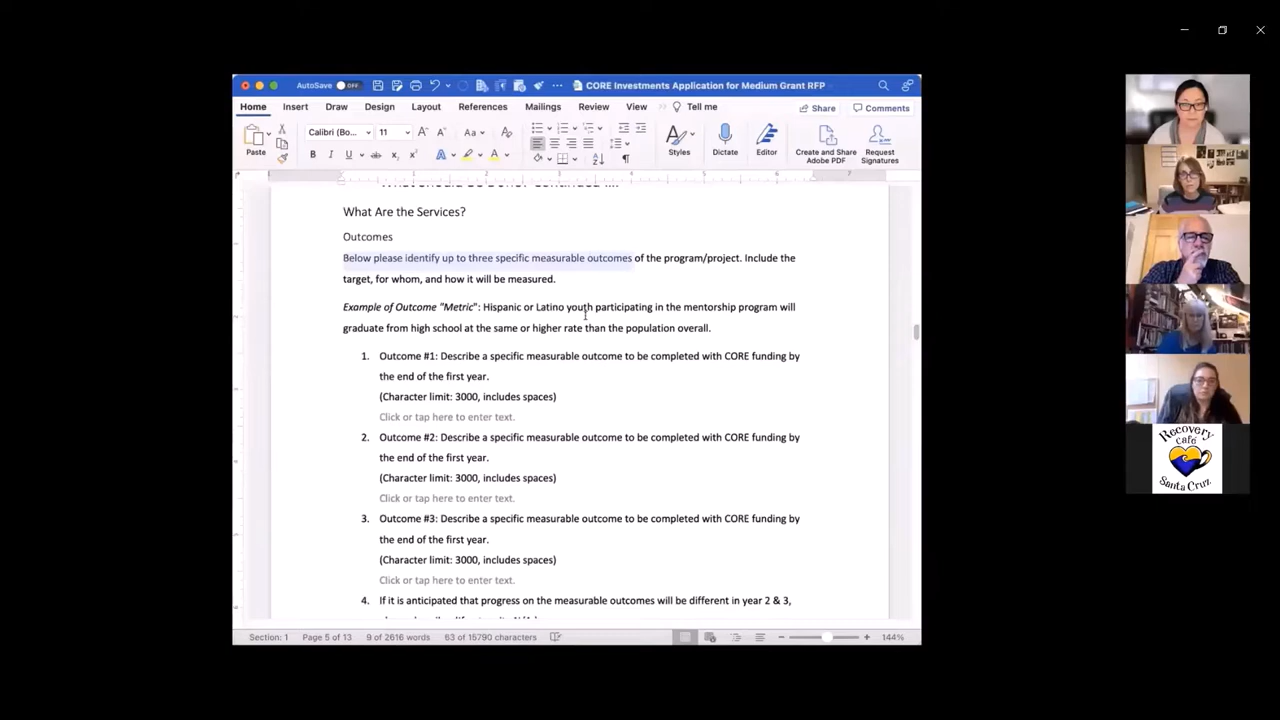 AutoSave OFF
CORE Investments Application for Medium Grant RFP
Home Insert Draw Design Layout References Mailings Review View Tell me
Share Comments
Calibri (Bo... 11
Paste
Styles
Dictate
Editor
Create and Share
Adobe PDF
Request
Signatures
What Are the Services?
Outcomes
Below please identify up to three specific measurable outcomes of the program/project. Include the
target, for whom, and how it will be measured.
Example of Outcome "Metric": Hispanic or Latino youth participating in the mentorship program will
graduate from high school at the same or higher rate than the population overall.
1. Outcome #1: Describe a specific measurable outcome to be completed with CORE funding by
the end of the first year.
(Character limit: 3000, includes spaces)
Click or tap here to enter text.
2. Outcome #2: Describe a specific measurable outcome to be completed with CORE funding by
the end of the first year.
(Character limit: 3000, includes spaces)
Click or tap here to enter text.
3. Outcome #3: Describe a specific measurable outcome to be completed with CORE funding by
the end of the first year.
(Character limit: 3000, includes spaces)
Click or tap here to enter text.
4. If it is anticipated that progress on the measurable outcomes will be different in year 2 & 3,
Section: 1 Page 5 of 13 9 of 2616 words 63 of 15790 characters 144%
Recovery
café
Santa Cruz